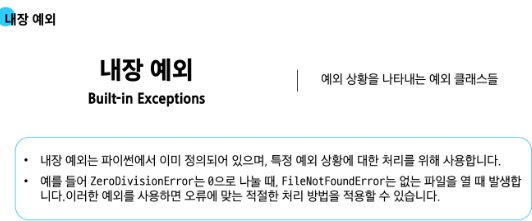 내장 예외
내장 예외
Built-in Exceptions
예외 상황을 나타내는 예외 클래스들
• 내장 예외는 파이썬에서 이미 정의되어 있으며, 특정 예외 상황에 대한 처리를 위해 사용합니다.
• 예를 들어 ZeroDivisionError는 0으로 나눌 때, FileNotFoundError는 없는 파일을 열 때 발생합
니다.이러한 예외를 사용하면 오류에 맞는 적절한 처리 방법을 적용할 수 있습니다.